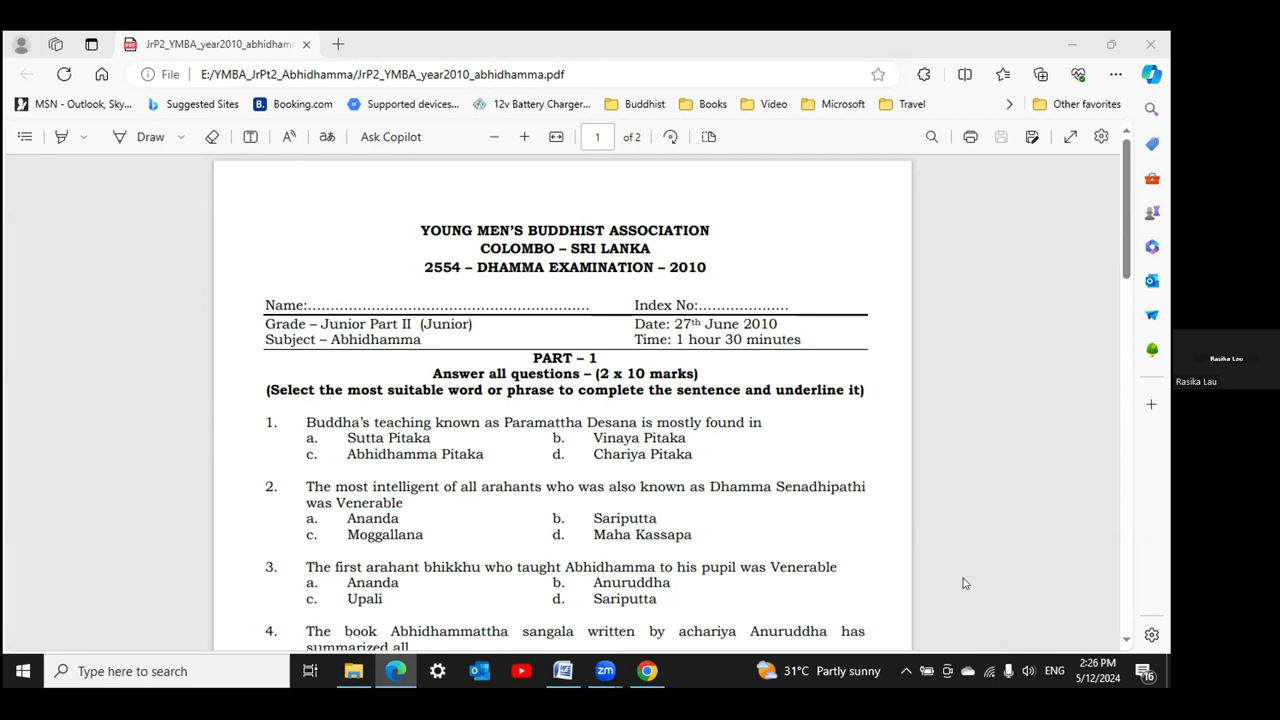 JrP2_YMBA_year2010_abhidhamm
File E:/YMBA_JrPt2_Abhidhamma/JrP2_YMBA_year2010_abhidhamma.pdf
MSN - Outlook, Sky... Suggested Sites Booking.com Supported devices... 12v Battery Charger... Buddhist Books Video Microsoft Travel Other favorites
Draw Ask Copilot 1 of 2
YOUNG MEN'S BUDDHIST ASSOCIATION
COLOMBO – SRI LANKA
2554 – DHAMMA EXAMINATION – 2010
Name:.................................................. Index No:....................
Grade – Junior Part II (Junior) Date: 27th June 2010
Subject – Abhidhamma Time: 1 hour 30 minutes
PART – 1
Answer all questions – (2 x 10 marks)
(Select the most suitable word or phrase to complete the sentence and underline it)
1. Buddha's teaching known as Paramattha Desana is mostly found in
a. Sutta Pitaka b. Vinaya Pitaka
c. Abhidhamma Pitaka d. Chariya Pitaka
2. The most intelligent of all arahants who was also known as Dhamma Senadhipathi
was Venerable
a. Ananda b. Sariputta
c. Moggallana d. Maha Kassapa
3. The first arahant bhikkhu who taught Abhidhamma to his pupil was Venerable
a. Ananda b. Anuruddha
c. Upali d. Sariputta
4. The book Abhidhammattha sangala written by achariya Anuruddha has
summarized all
Rasika Lau
Rasika Lau
Type here to search 31°C Partly sunny ENG 2:26 PM
5/12/2024 16